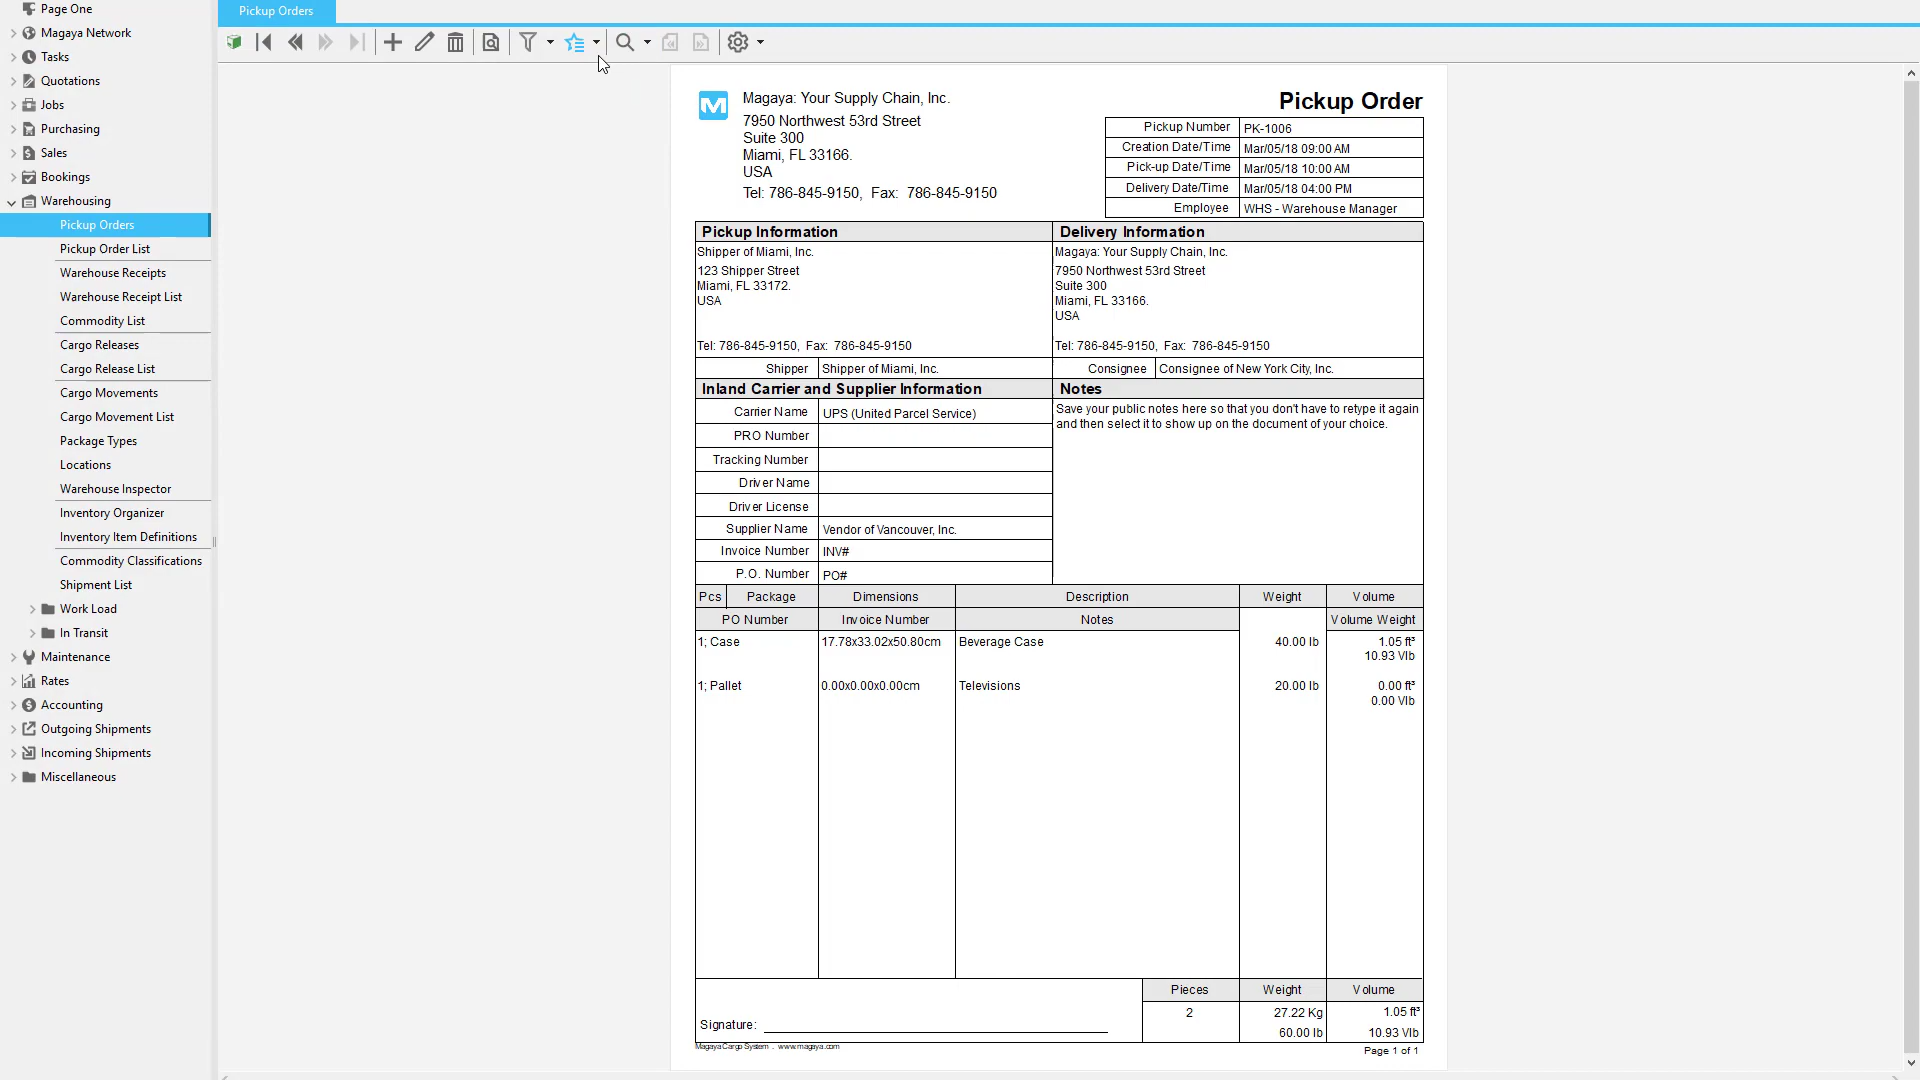 Page One
Magaya Network
Tasks
Quotations
Jobs
Purchasing
Sales
Bookings
Warehousing
Pickup Orders
Pickup Order List
Warehouse Receipts
Warehouse Receipt List
Commodity List
Cargo Releases
Cargo Release List
Cargo Movements
Cargo Movement List
Package Types
Locations
Warehouse Inspector
Inventory Organizer
Inventory Item Definitions
Commodity Classifications
Shipment List
Work Load
In Transit
Maintenance
Rates
Accounting
Outgoing Shipments
Incoming Shipments
Miscellaneous
Pickup Orders
Magaya: Your Supply Chain, Inc.
7950 Northwest 53rd Street
Suite 300
Miami, FL 33166.
USA
Tel: 786-845-9150, Fax: 786-845-9150
Pickup Order
Pickup Number PK-1006
Creation Date/Time Mar/05/18 09:00 AM
Pick-up Date/Time Mar/05/18 10:00 AM
Delivery Date/Time Mar/05/18 04:00 PM
Employee WHS - Warehouse Manager
Pickup Information
Shipper of Miami, Inc.
123 Shipper Street
Miami, FL 33172.
USA
Tel: 786-845-9150, Fax: 786-845-9150
Shipper Shipper of Miami, Inc.
Delivery Information
Magaya: Your Supply Chain, Inc.
7950 Northwest 53rd Street
Suite 300
Miami, FL 33166.
USA
Tel: 786-845-9150, Fax: 786-845-9150
Consignee Consignee of New York City, Inc.
Inland Carrier and Supplier Information
Carrier Name UPS (United Parcel Service)
PRO Number
Tracking Number
Driver Name
Driver License
Supplier Name Vendor of Vancouver, Inc.
Invoice Number INV#
P.O. Number PO#
Notes
Save your public notes here so that you don't have to retype it again
and then select it to show up on the document of your choice.
Pcs Package Dimensions Description Weight Volume
PO Number Invoice Number Notes Volume Weight
1; Case 17.78x33.02x50.80cm Beverage Case 40.00 lb 1.05 ft³
10.93 Vlb
1; Pallet 0.00x0.00x0.00cm Televisions 20.00 lb 0.00 ft³
0.00 Vlb
Pieces Weight Volume
2 27.22 Kg 1.05 ft³
60.00 lb 10.93 Vlb
Signature:
Magaya Cargo System . www.magaya.com
Page 1 of 1